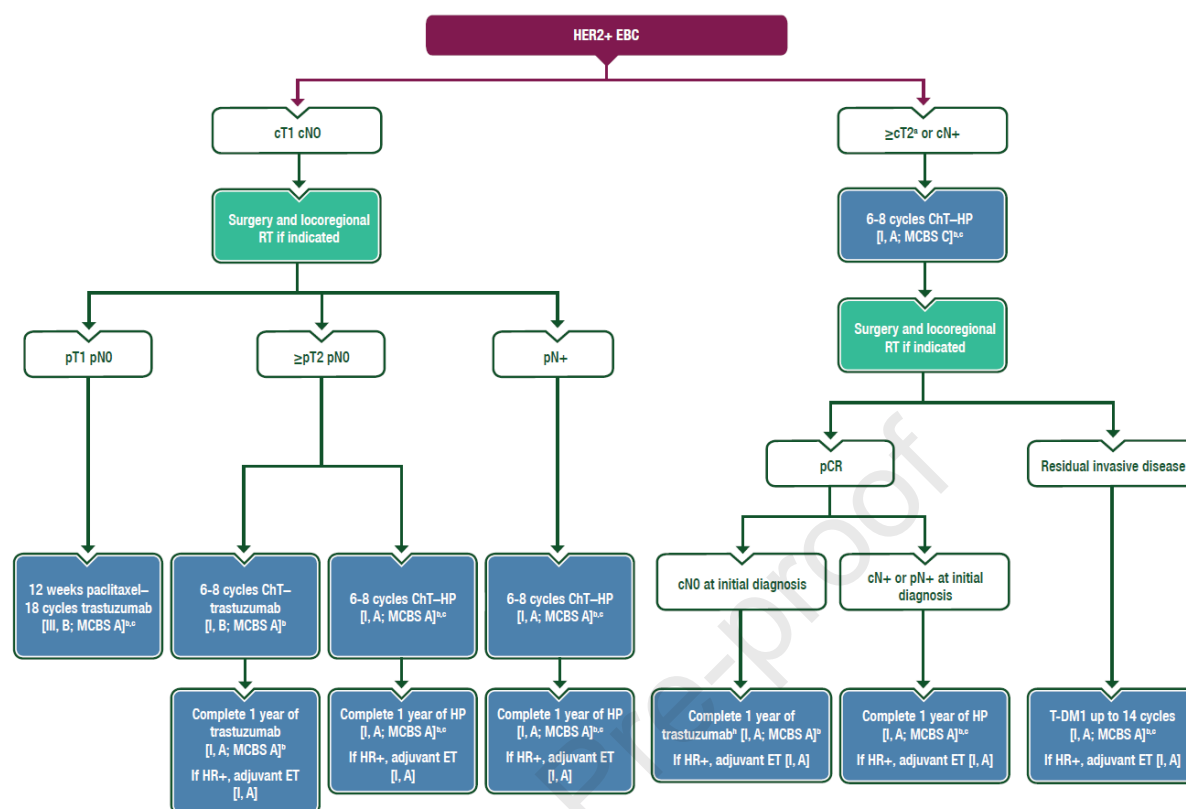 HER2+ EBC
cT1 cNO
≥cT2ᵃ or cN+
Surgery and locoregional
RT if indicated
6-8 cycles ChT–HP
[I, A; MCBS C]ᵇ,ᶜ
Surgery and locoregional
RT if indicated
pT1 pN0
≥pT2 pN0
pN+
pCR
Residual invasive disease
cN0 at initial diagnosis
cN+ or pN+ at initial
diagnosis
12 weeks paclitaxel–
18 cycles trastuzumab
[III, B; MCBS A]ᵇ,ᶜ
6-8 cycles ChT–
trastuzumab
[I, B; MCBS A]ᵇ
6-8 cycles ChT–HP
[I, A; MCBS A]ᵇ,ᶜ
6-8 cycles ChT–HP
[I, A; MCBS A]ᵇ,ᶜ
Complete 1 year of
trastuzumab
[I, A; MCBS A]ᵇ
If HR+, adjuvant ET
[I, A]
Complete 1 year of HP
[I, A; MCBS A]ᵇ,ᶜ
If HR+, adjuvant ET
[I, A]
Complete 1 year of HP
[I, A; MCBS A]ᵇ,ᶜ
If HR+, adjuvant ET
[I, A]
Complete 1 year of
trastuzumabʰ [I, A; MCBS A]ᵇ
If HR+, adjuvant ET [I, A]
Complete 1 year of HP
[I, A; MCBS A]ᵇ,ᶜ
If HR+, adjuvant ET [I, A]
T-DM1 up to 14 cycles
[I, A; MCBS A]ᵇ,ᶜ
If HR+, adjuvant ET [I, A]
Pre-proof